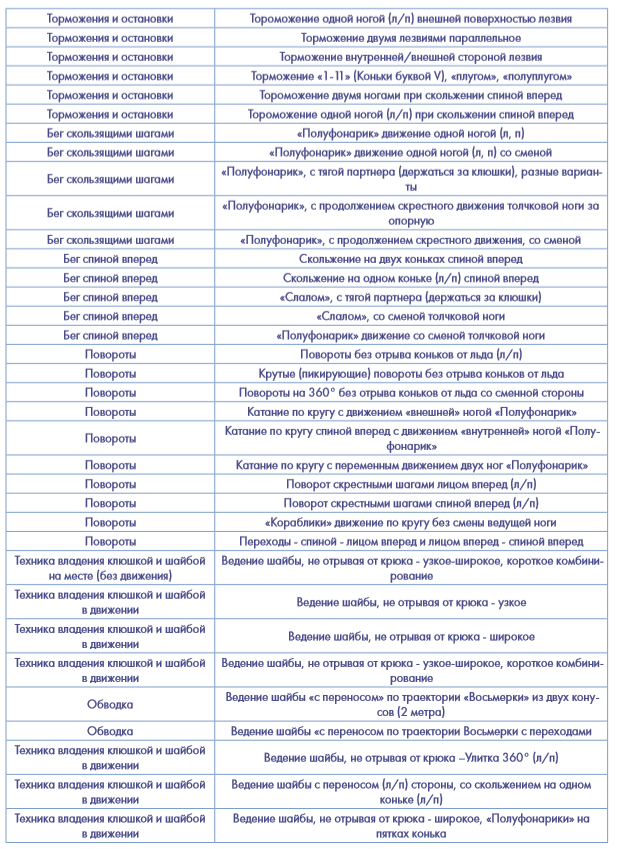 Торможения и остановки Тороможение одной ногой (л/п) внешней поверхностью лезвия
Торможения и остановки Торможение двумя лезвиями параллельное
Торможения и остановки Торможение внутренней/внешней стороной лезвия
Торможения и остановки Торможение «1-11» (Коньки буквой V), «плугом», «полуплугом»
Торможения и остановки Тороможение двумя ногами при скольжении спиной вперед
Торможения и остановки Тороможение одной ногой (л/п) при скольжении спиной вперед
Бег скользящими шагами «Полуфонарик» движение одной ногой (л, п)
Бег скользящими шагами «Полуфонарик» движение одной ногой (л, п) со сменой
Бег скользящими шагами «Полуфонарик», с тягой партнера (держаться за клюшки), разные вариан-
ты
Бег скользящими шагами «Полуфонарик», с продолжением скрестного движения толчковой ноги за
опорную
Бег скользящими шагами «Полуфонарик», с продолжением скрестного движения, со сменой
Бег спиной вперед Скольжение на двух коньках спиной вперед
Бег спиной вперед Скольжение на одном коньке (л/п) спиной вперед
Бег спиной вперед «Слалом», с тягой партнера (держаться за клюшки)
Бег спиной вперед «Слалом», со сменой толчковой ноги
Бег спиной вперед «Полуфонарик» движение со сменой толчковой ноги
Повороты Повороты без отрыва коньков от льда (л/п)
Повороты Крутые (пикирующие) повороты без отрыва коньков от льда
Повороты Повороты на 360° без отрыва коньков от льда со сменной стороны
Повороты Катание по кругу с движением «внешней» ногой «Полуфонарик»
Повороты Катание по кругу спиной вперед с движением «внутренней» ногой «Полу-
фонарик»
Повороты Катание по кругу с переменным движением двух ног «Полуфонарик»
Повороты Поворот скрестными шагами лицом вперед (л/п)
Повороты Поворот скрестными шагами спиной вперед (л/п)
Повороты «Кораблики» движение по кругу без смены ведущей ноги
Повороты Переходы - спиной - лицом вперед и лицом вперед - спиной вперед
Техника владения клюшкой и шайбой
на месте (без движения) Ведение шайбы, не отрывая от крюка - узкое-широкое, короткое комбини-
рование
Техника владения клюшкой и шайбой
в движении Ведение шайбы, не отрывая от крюка - узкое
Техника владения клюшкой и шайбой
в движении Ведение шайбы, не отрывая от крюка - широкое
Техника владения клюшкой и шайбой
в движении Ведение шайбы, не отрывая от крюка - узкое-широкое, короткое комбини-
рование
Обводка Ведение шайбы «с переносом» по траектории «Восьмерки» из двух кону-
сов (2 метра)
Обводка Ведение шайбы «с переносом по траектории Восьмерки с переходами
Техника владения клюшкой и шайбой
в движении Ведение шайбы, не отрывая от крюка –Улитка 360° (л/п)
Техника владения клюшкой и шайбой
в движении Ведение шайбы с переносом (л/п) стороны, со скольжением на одном
коньке (л/п)
Техника владения клюшкой и шайбой
в движении Ведение шайбы, не отрывая от крюка - широкое, «Полуфонарики» на
пятках конька